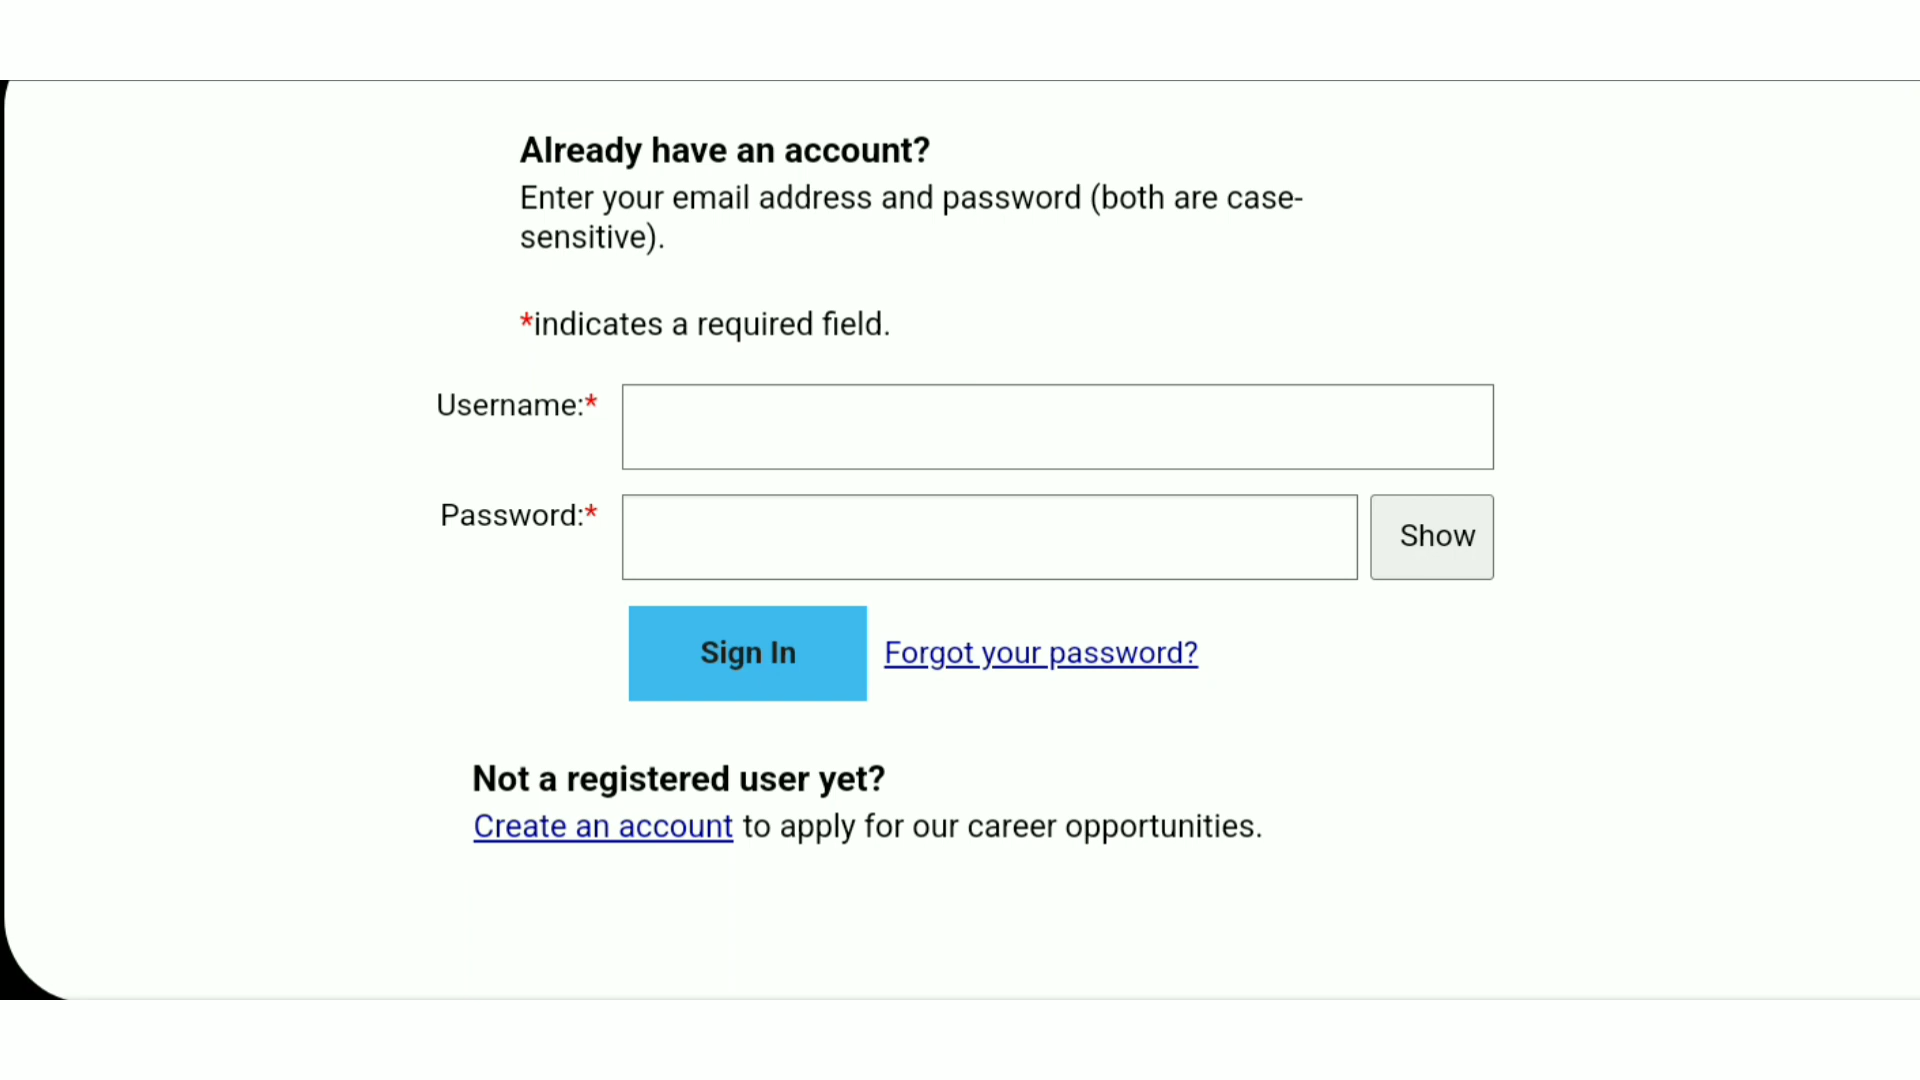 Already have an account?
Enter your email address and password (both are case-
sensitive).
*indicates a required field.
Username:*
Password:*
Show
Sign In
Forgot your password?
Not a registered user yet?
Create an account to apply for our career opportunities.